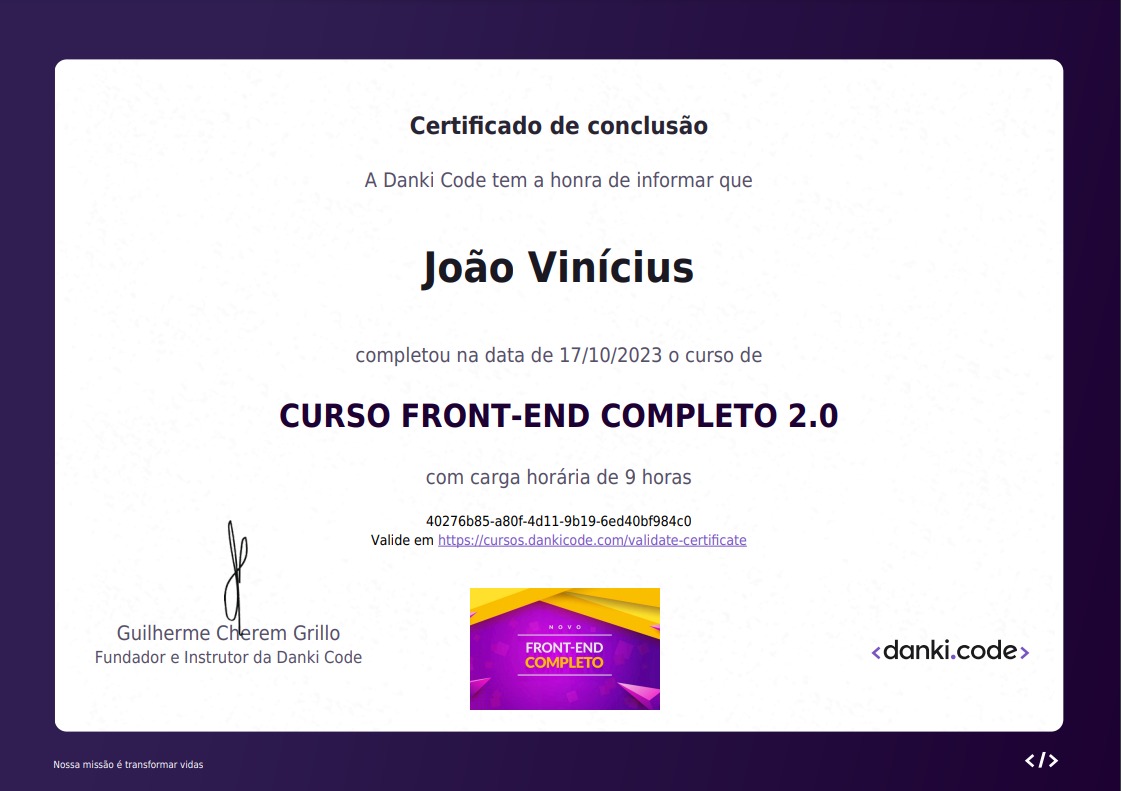 Certificado de conclusão
A Danki Code tem a honra de informar que
João Vinícius
completou na data de 17/10/2023 o curso de
CURSO FRONT-END COMPLETO 2.0
com carga horária de 9 horas
40276b85-a80f-4d11-9b19-6ed40bf984c0
Valide em https://cursos.dankicode.com/validate-certificate
Guilherme Cherem Grillo
Fundador e Instrutor da Danki Code
NOVO
FRONT-END
COMPLETO
<danki.code>
Nossa missão é transformar vidas
</>